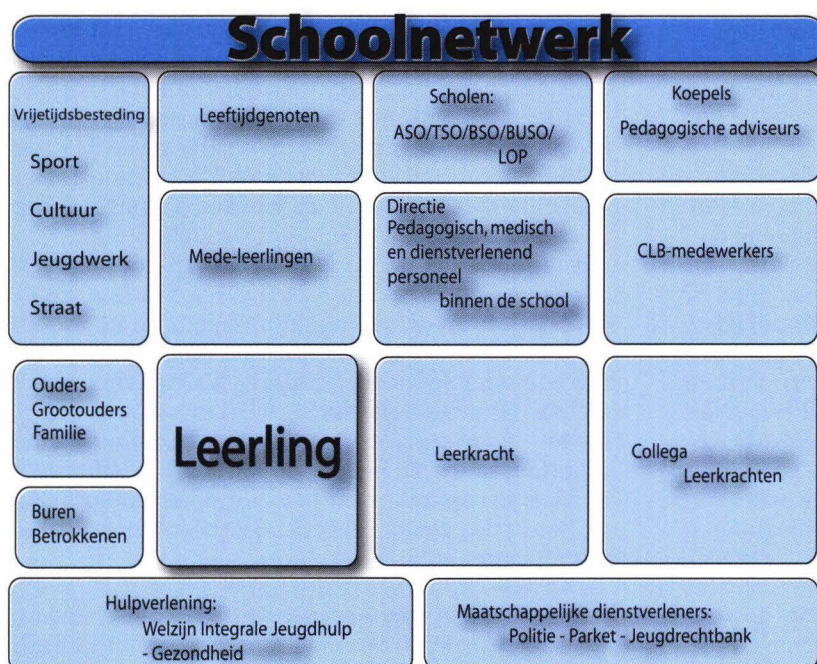 Schoolnetwerk
Vrijetijdsbesteding
Sport
Cultuur
Jeugdwerk
Straat
Leeftijdgenoten
Scholen:
ASO/TSO/BSO/BUSO/
LOP
Koepels
Pedagogische adviseurs
Mede-leerlingen
Directie
Pedagogisch, medisch
en dienstverlenend
personeel
binnen de school
CLB-medewerkers
Ouders
Grootouders
Familie
Buren
Betrokkenen
Leerling
Leerkracht
Collega
Leerkrachten
Hulpverlening:
Welzijn Integrale Jeugdhulp
- Gezondheid
Maatschappelijke dienstverleners:
Politie - Parket - Jeugdrechtbank